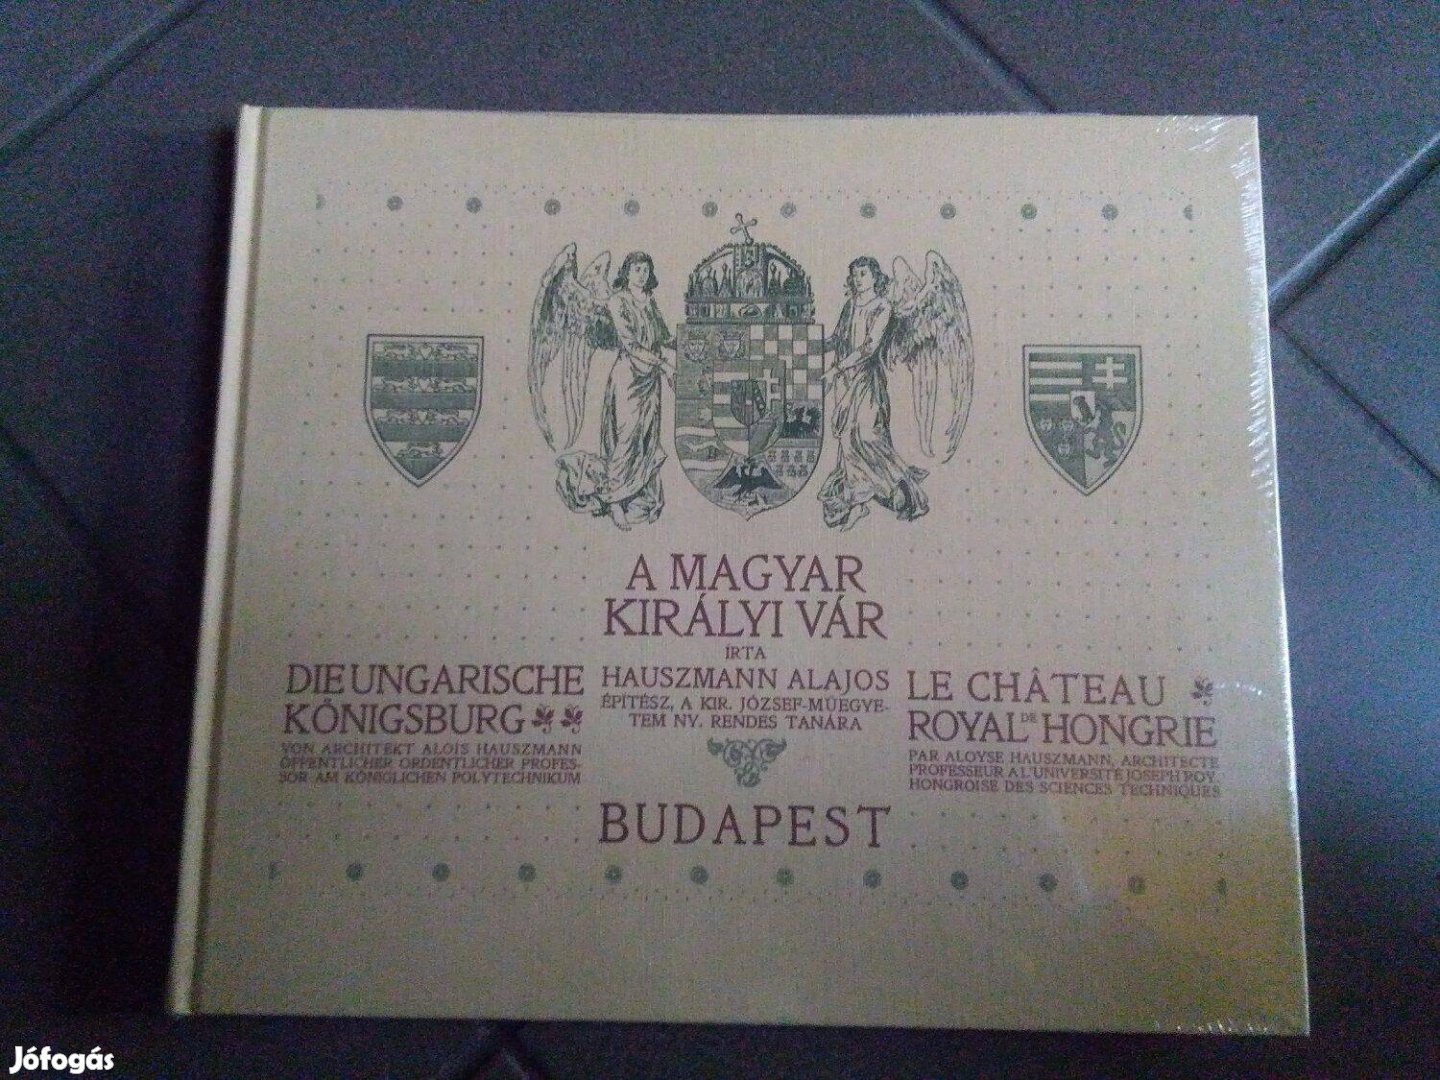 A MAGYAR
KIRÁLYI VÁR
ÍRTA
HAUSZMANN ALAJOS
ÉPÍTÉSZ, A KIR. JÓZSEF-MŰEGYE-
TEM NY. RENDES TANÁRA
BUDAPEST
DIE UNGARISCHE
KÖNIGSBURG
VON ARCHITEKT ALOIS HAUSZMANN
ÖFFENTLICHER ORDENTLICHER PROFES-
SOR AM KÖNIGLICHEN POLYTECHNIKUM
LE CHÂTEAU
ROYAL DE HONGRIE
PAR ALOYSE HAUSZMANN, ARCHITECTE
PROFESSEUR A L'UNIVERSITÉ JOSEPH ROY.
HONGROISE DES SCIENCES TECHNIQUES
Jófogás